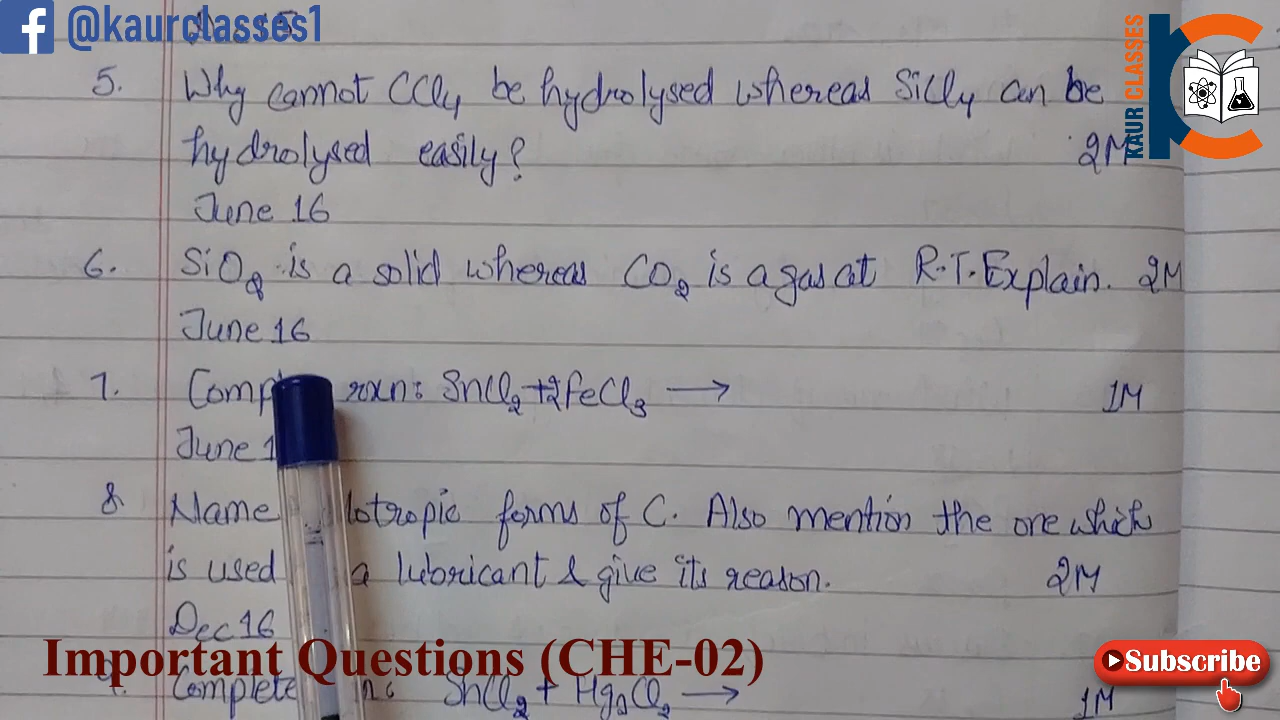 @kaurclasses1
KAUR CLASSES
5. Why cannot CCl4 be hydrolysed whereas SiCl4 can be
hydrolysed easily? 2M
June 16
6. SiO2 is a solid whereas CO2 is a gas at R.T. Explain. 2M
June 16
7. Comp rxn: SnCl2 + 2FeCl3 → 1M
June 1
8. Name lotropic forms of C. Also mention the one which
is used a lubricant & give its reason. 2M
Dec 16
Important Questions (CHE-02)
Subscribe
9. Complete SnCl2 + Hg2Cl2 → 1M